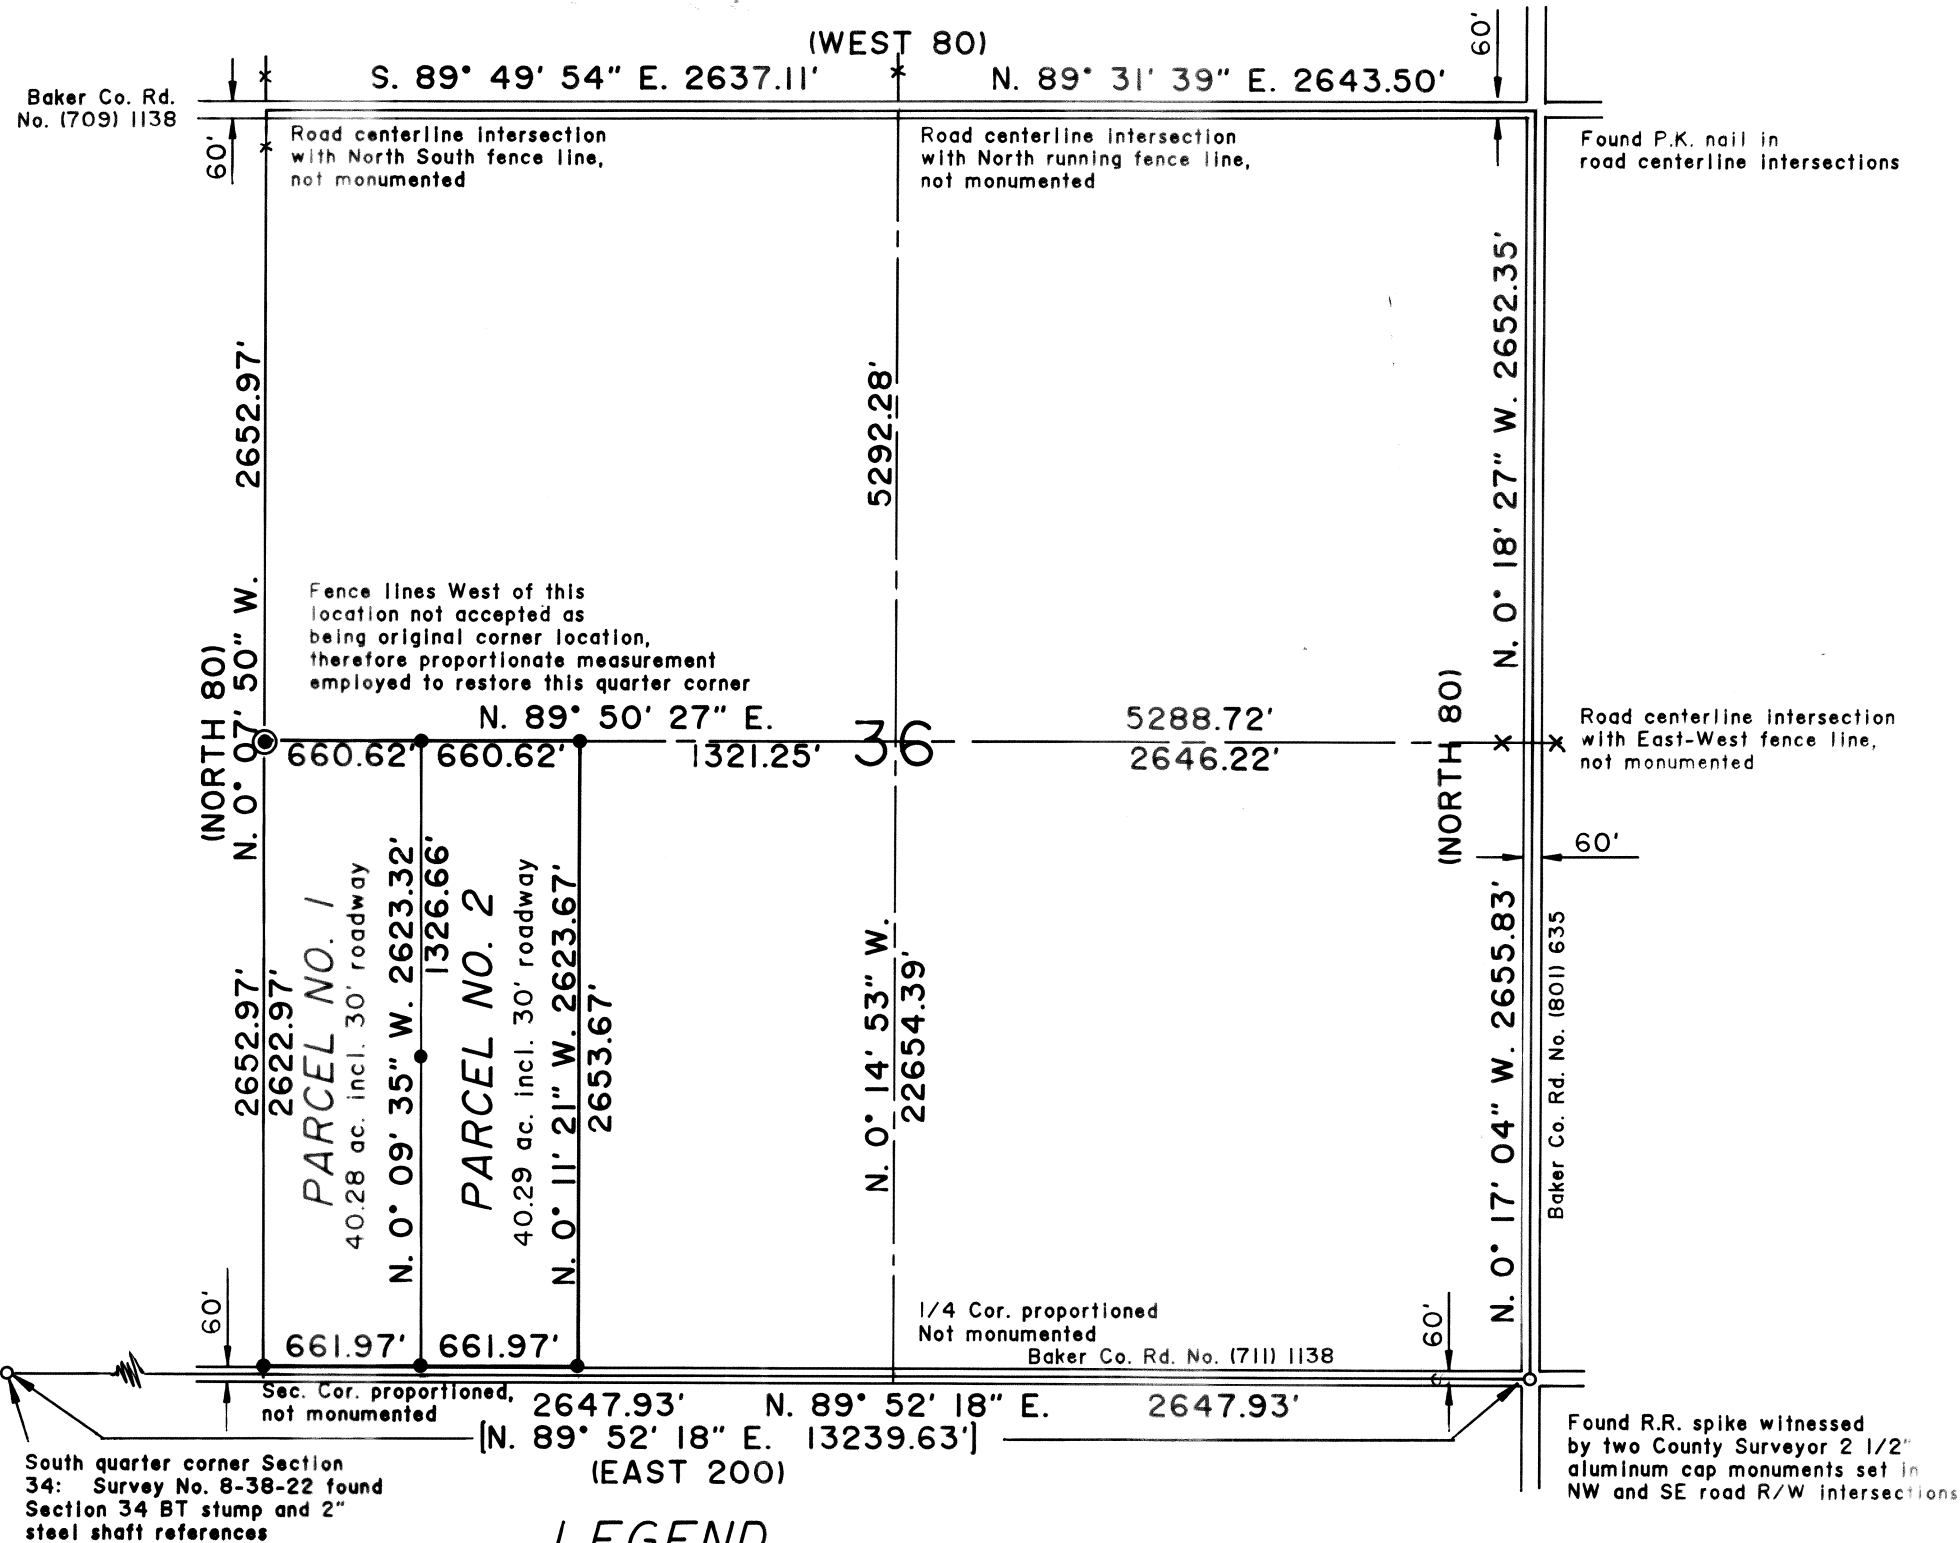 (WEST 80)
S. 89° 49' 54" E. 2637.11'
N. 89° 31' 39" E. 2643.50'
60'
Baker Co. Rd.
No. (709) 1138
60'
Road centerline intersection
with North South fence line,
not monumented
Road centerline intersection
with North running fence line,
not monumented
Found P.K. nail in
road centerline intersections
2652.97'
5292.28'
N. 0° 18' 27" W. 2652.35'
Fence lines West of this
location not accepted as
being original corner location,
therefore proportionate measurement
employed to restore this quarter corner
(NORTH 80)
N. 0° 07' 50" W.
N. 89° 50' 27" E.
5288.72'
36
660.62'
660.62'
1321.25'
2646.22'
(NORTH 80)
Road centerline intersection
with East-West fence line,
not monumented
60'
2652.97'
2622.97'
PARCEL NO. 1
40.28 ac. incl. 30' roadway
N. 0° 09' 35" W. 2623.32'
1326.66'
PARCEL NO. 2
40.29 ac. incl. 30' roadway
N. 0° 11' 21" W. 2623.67'
2653.67'
N. 0° 14' 53" W.
22654.39'
N. 0° 17' 04" W. 2655.83'
Baker Co. Rd. No. (801) 635
60'
661.97'
661.97'
1/4 Cor. proportioned
Not monumented
Baker Co. Rd. No. (711) 1138
60'
Sec. Cor. proportioned,
not monumented
2647.93'
N. 89° 52' 18" E.
2647.93'
[N. 89° 52' 18" E. 13239.63']
(EAST 200)
South quarter corner Section
34: Survey No. 8-38-22 found
Section 34 BT stump and 2"
steel shaft references
Found R.R. spike witnessed
by two County Surveyor 2 1/2"
aluminum cap monuments set in
NW and SE road R/W intersections
LEGEND